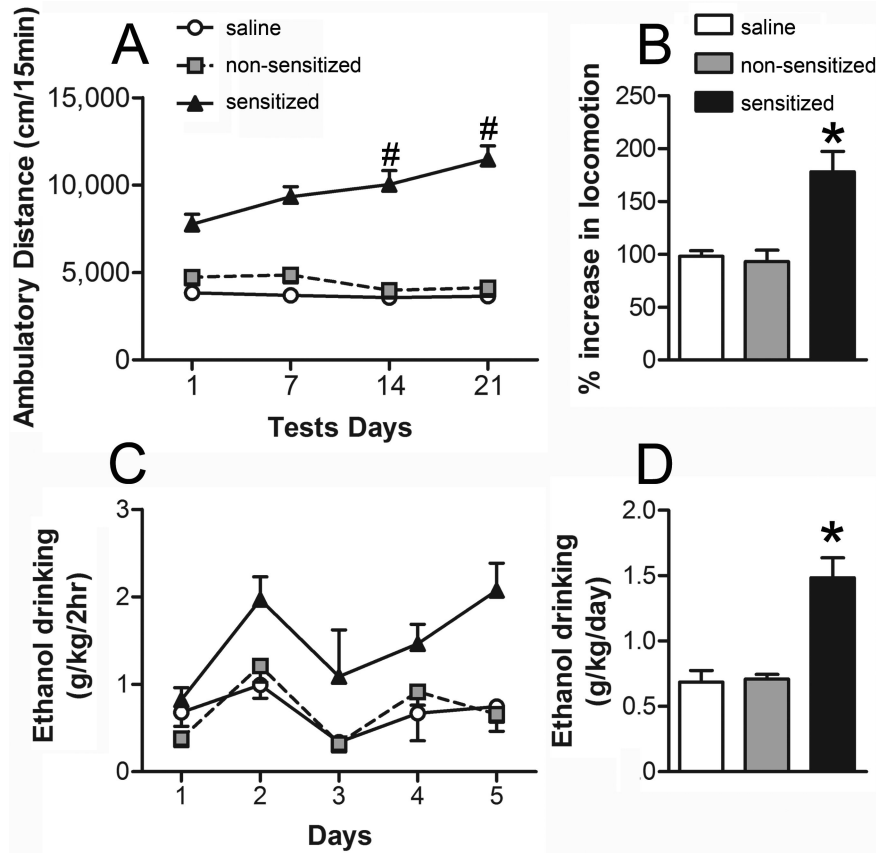 A
saline
non-sensitized
sensitized
Ambulatory Distance (cm/15min)
15,000
10,000
5,000
0
#
#
1
7
14
21
Tests Days
B
saline
non-sensitized
sensitized
% increase in locomotion
250
200
150
100
50
0
*
C
Ethanol drinking
(g/kg/2hr)
3
2
1
0
1
2
3
4
5
Days
D
Ethanol drinking
(g/kg/day)
2.0
1.5
1.0
0.5
.0
*